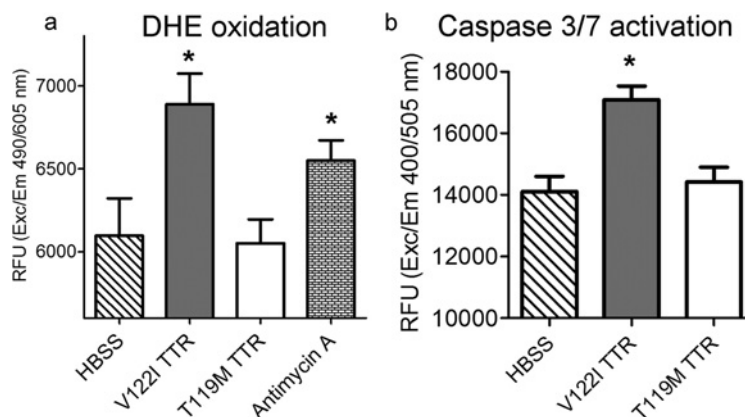 a
DHE oxidation
RFU (Exc/Em 490/605 nm)
7000
6500
6000
*
*
HBSS
V122I TTR
T119M TTR
Antimycin A
b
Caspase 3/7 activation
RFU (Exc/Em 400/505 nm)
18000
16000
14000
12000
10000
*
HBSS
V122I TTR
T119M TTR